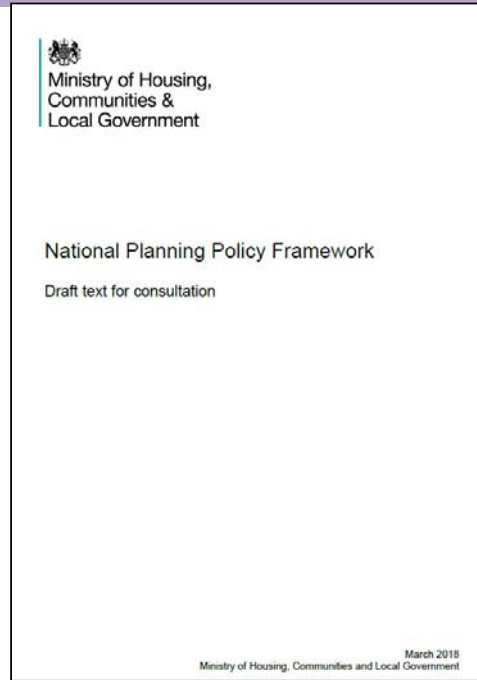 Ministry of Housing,
Communities &
Local Government
National Planning Policy Framework
Draft text for consultation
March 2018
Ministry of Housing, Communities and Local Government